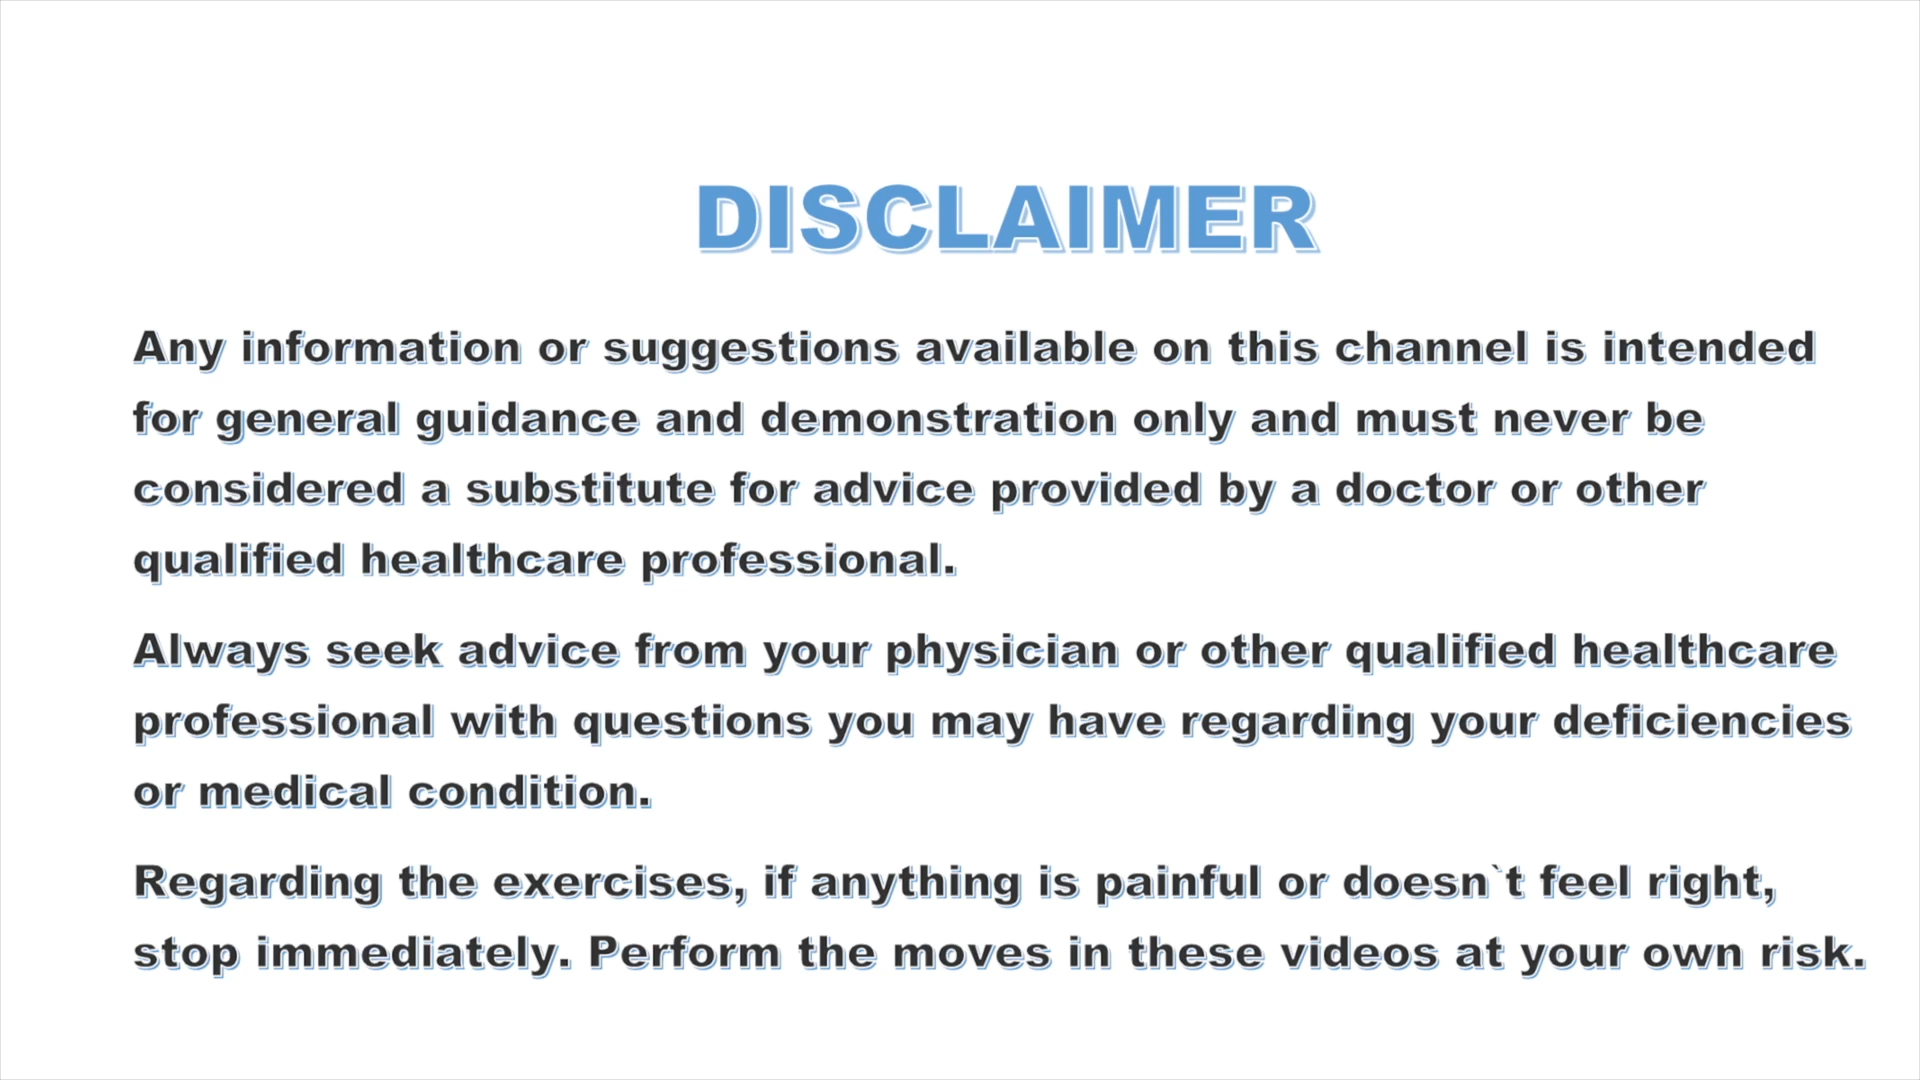 DISCLAIMER
Any information or suggestions available on this channel is intended
for general guidance and demonstration only and must never be
considered a substitute for advice provided by a doctor or other
qualified healthcare professional.
Always seek advice from your physician or other qualified healthcare
professional with questions you may have regarding your deficiencies
or medical condition.
Regarding the exercises, if anything is painful or doesn`t feel right,
stop immediately. Perform the moves in these videos at your own risk.